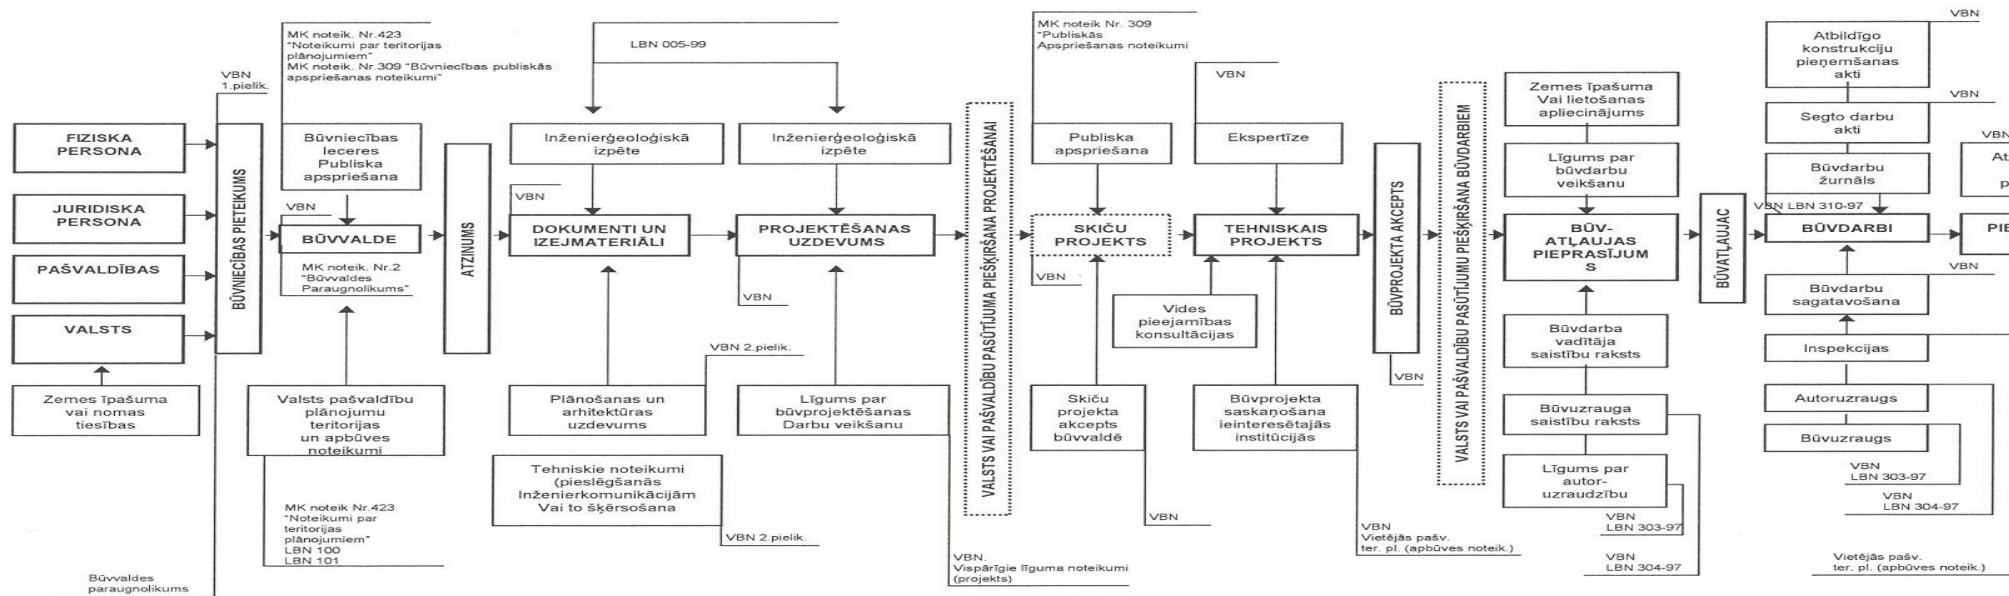 MK noteik. Nr.423
"Noteikumi par teritorijas
plānojumiem"
MK noteik. Nr.309 "Būvniecības publiskās
apspriešanas noteikumi"
VBN
1.pielik.
FIZISKA
PERSONA
JURIDISKA
PERSONA
PAŠVALDĪBAS
VALSTS
Zemes īpašuma
vai nomas
tiesības
BŪVNIECĪBAS PIETEIKUMS
Būvvaldes
paraugnolikums
Būvniecības
Ieceres
Publiska
apspriešana
VBN
BŪVVALDE
MK noteik. Nr.2
"Būvvaldes
Paraugnolikums"
Valsts pašvaldību
plānojumu
teritorijas
un apbūves
noteikumi
MK noteik Nr.423
"Noteikumi par
teritorijas
plānojumiem"
LBN 100
LBN 101
ATZINUMS
LBN 005-99
Inženierģeoloģiskā
izpēte
VBN
DOKUMENTI UN
IZEJMATERIĀLI
Plānošanas un
arhitektūras
uzdevums
VBN 2.pielik.
Tehniskie noteikumi
(pieslēgšanās
Inženierkomunikācijām
Vai to šķērsošana
VBN 2.pielik.
Inženierģeoloģiskā
izpēte
PROJEKTĒŠANAS
UZDEVUMS
VBN
Līgums par
būvprojektēšanas
Darbu veikšanu
VBN.
Vispārīgie līguma noteikumi
(projekts)
VALSTS VAI PAŠVALDĪBU PASŪTĪJUMA PIEŠĶIRŠANA PROJEKTĒŠANAI
MK noteik Nr. 309
"Publiskās
Apspriešanas noteikumi
Publiska
apspriešana
SKIČU
PROJEKTS
VBN
Skiču
projekta
akcepts
būvvaldē
VBN
VBN
Ekspertīze
TEHNISKAIS
PROJEKTS
Vides
pieejamības
konsultācijas
Būvprojekta
saskaņošana
ieinteresētajās
institūcijās
VBN
Vietējās pašv.
ter. pl. (apbūves noteik.)
BŪVPROJEKTA AKCEPTS
VBN
VALSTS VAI PAŠVALDĪBU PASŪTĪJUMU PIEŠĶIRŠANA BŪVDARBIEM
Zemes īpašuma
Vai lietošanas
apliecinājums
Līgums par
būvdarbu
veikšanu
BŪV-
ATĻAUJAS
PIEPRASĪJUM
S
Būvdarba
vadītāja
saistību raksts
Būvuzrauga
saistību raksts
Līgums par
autor-
uzraudzību
VBN
LBN 303-97
VBN
LBN 304-97
BŪVATĻAUJAC
VBN
Atbildīgo
konstrukciju
pieņemšanas
akti
VBN
Segto darbu
akti
VBN
Būvdarbu
žurnāls
VBN LBN 310-97
BŪVDARBI
VBN
Būvdarbu
sagatavošana
Inspekcijas
Autoruzraugs
Būvuzraugs
VBN
LBN 303-97
VBN
LBN 304-97
Vietējās pašv.
ter. pl. (apbūves noteik.)
At
p
PIE